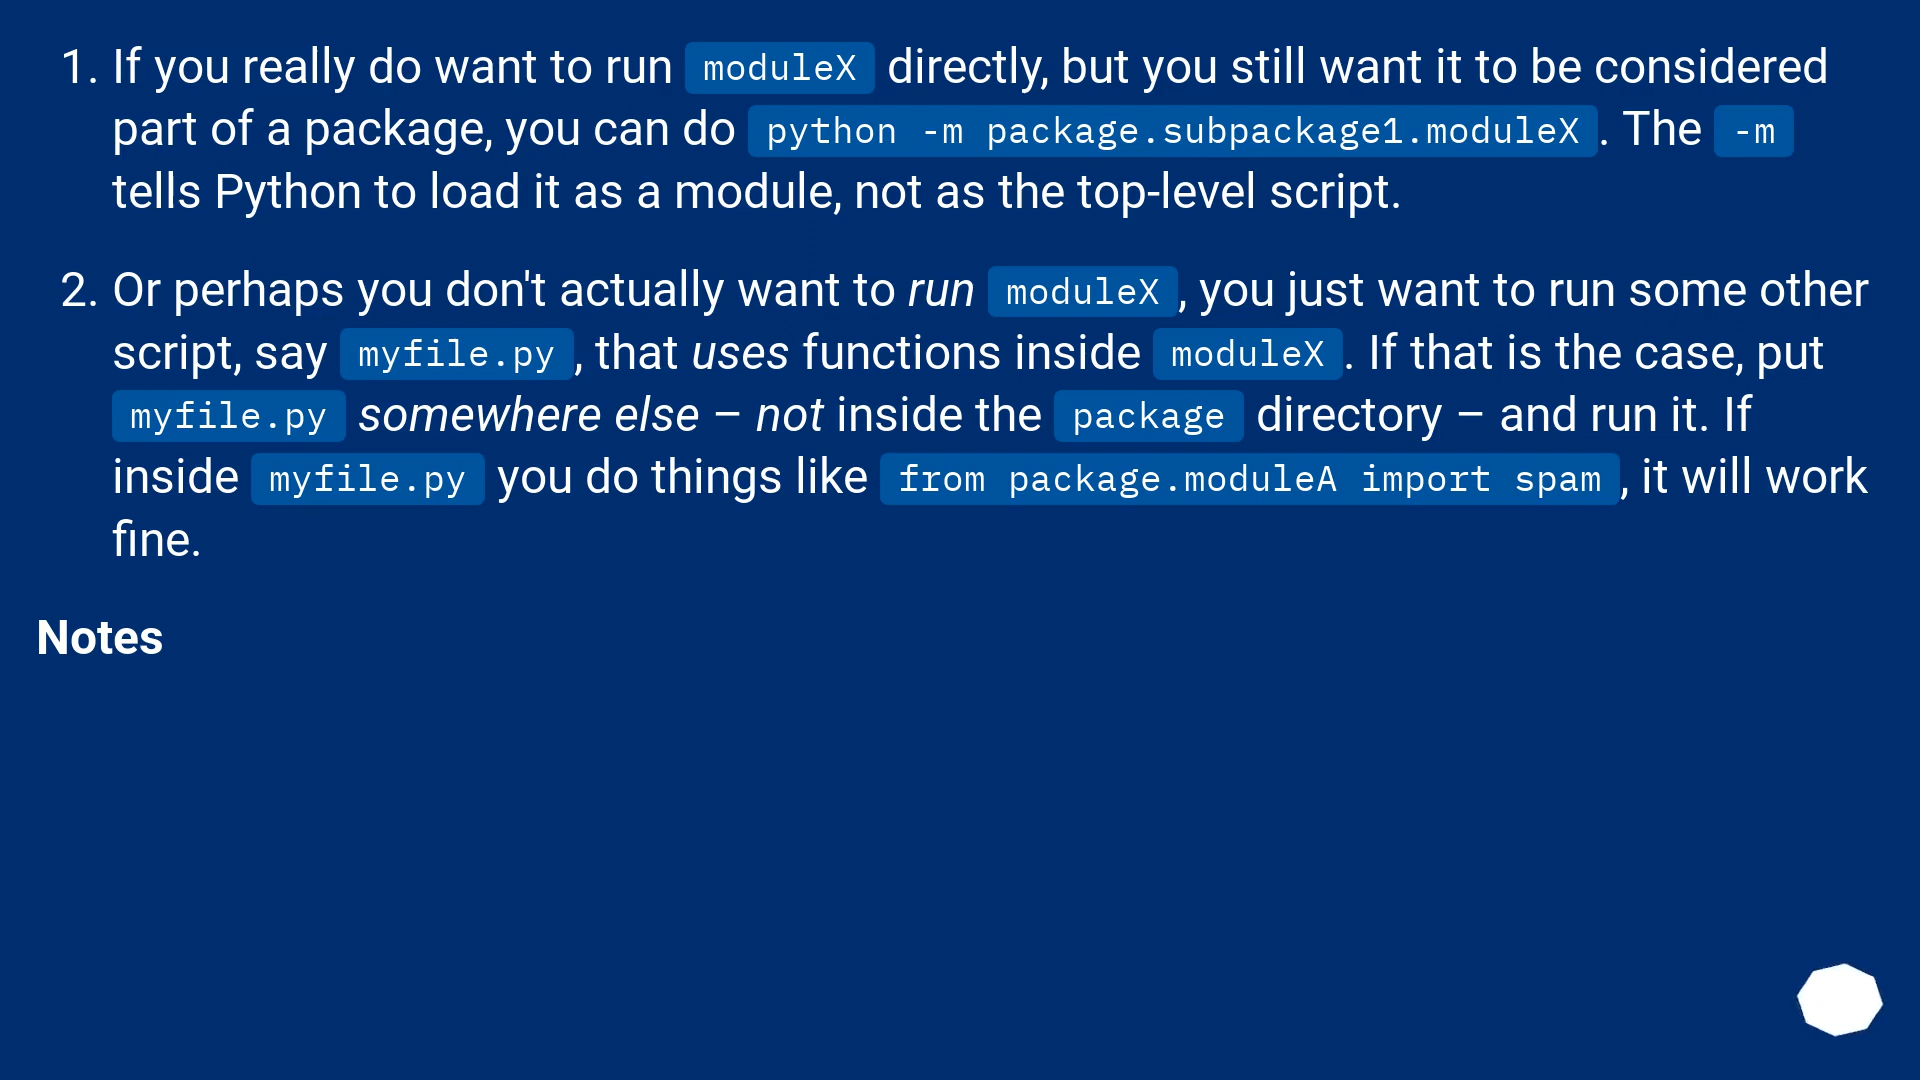 1. If you really do want to run moduleX directly, but you still want it to be considered
part of a package, you can do python -m package.subpackage1.moduleX. The -m
tells Python to load it as a module, not as the top-level script.
2. Or perhaps you don't actually want to run moduleX, you just want to run some other
script, say myfile.py, that uses functions inside moduleX. If that is the case, put
myfile.py somewhere else – not inside the package directory – and run it. If
inside myfile.py you do things like from package.moduleA import spam, it will work
fine.
Notes